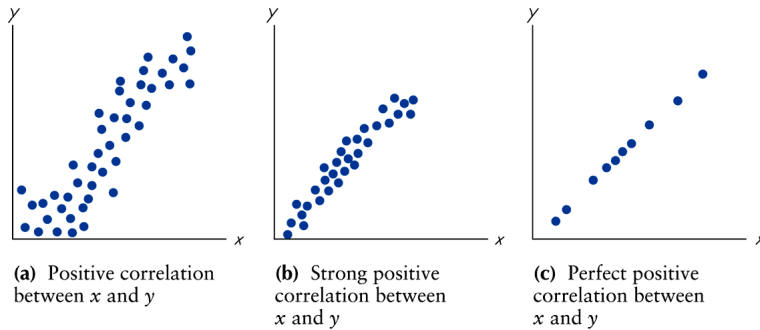 y
y
y
x
x
x
(a) Positive correlation
between x and y
(b) Strong positive
correlation between
x and y
(c) Perfect positive
correlation between
x and y